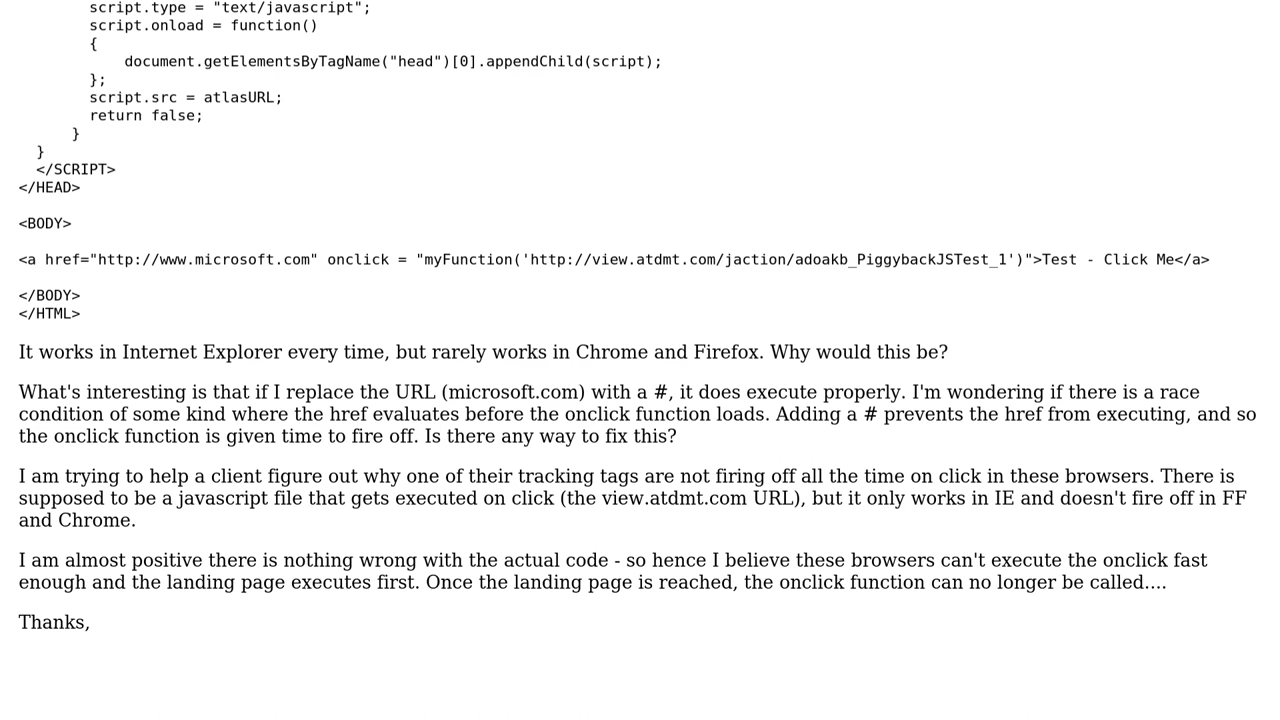 script.type = "text/javascript";
script.onload = function()
{
document.getElementsByTagName("head")[0].appendChild(script);
};
script.src = atlasURL;
return false;
}
}
</SCRIPT>
</HEAD>
<BODY>
<a href="http://www.microsoft.com" onclick = "myFunction('http://view.atdmt.com/jaction/adoakb_PiggybackJSTest_1')">Test - Click Me</a>
</BODY>
</HTML>
It works in Internet Explorer every time, but rarely works in Chrome and Firefox. Why would this be?
What's interesting is that if I replace the URL (microsoft.com) with a #, it does execute properly. I'm wondering if there is a race
condition of some kind where the href evaluates before the onclick function loads. Adding a # prevents the href from executing, and so
the onclick function is given time to fire off. Is there any way to fix this?
I am trying to help a client figure out why one of their tracking tags are not firing off all the time on click in these browsers. There is
supposed to be a javascript file that gets executed on click (the view.atdmt.com URL), but it only works in IE and doesn't fire off in FF
and Chrome.
I am almost positive there is nothing wrong with the actual code - so hence I believe these browsers can't execute the onclick fast
enough and the landing page executes first. Once the landing page is reached, the onclick function can no longer be called....
Thanks,